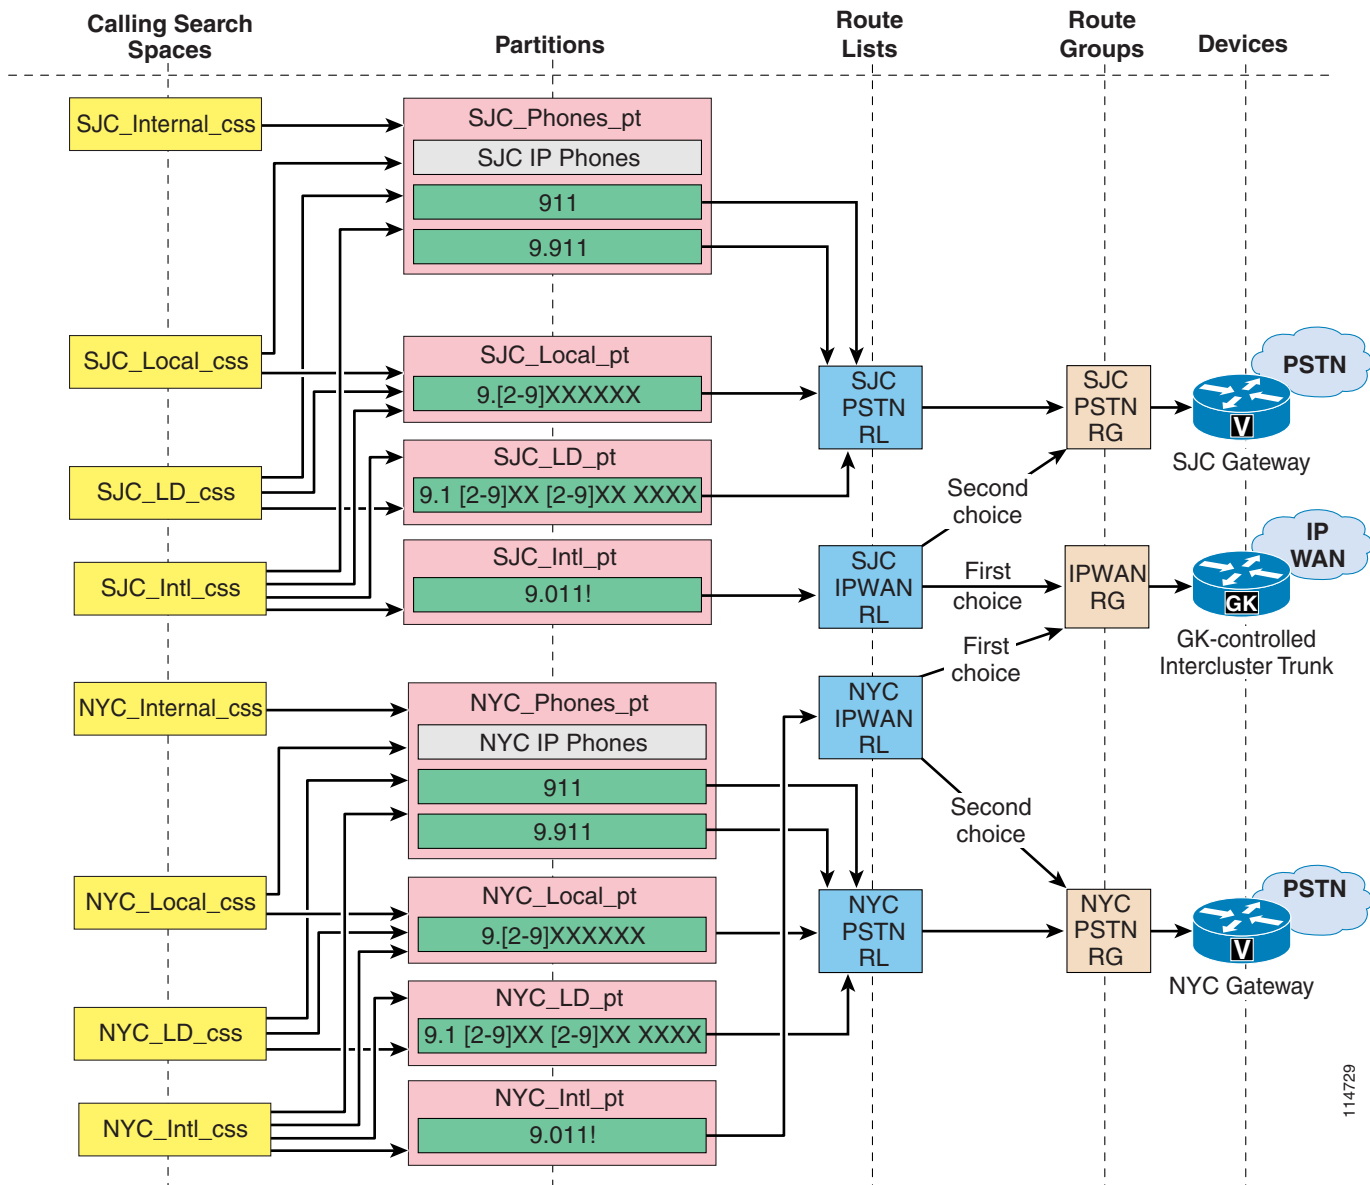 Calling Search
Spaces
Partitions
Route
Lists
Route
Groups
Devices
SJC_Internal_css
SJC_Phones_pt
SJC IP Phones
911
9.911
SJC_Local_css
SJC_Local_pt
9.[2-9]XXXXXX
SJC
PSTN
RL
SJC
PSTN
RG
PSTN
V
SJC Gateway
SJC_LD_css
SJC_LD_pt
9.1 [2-9]XX [2-9]XX XXXX
Second
choice
SJC_Intl_css
SJC_Intl_pt
9.011!
SJC
IPWAN
RL
First
choice
IPWAN
RG
IP
WAN
GK
GK-controlled
Intercluster Trunk
First
choice
NYC_Internal_css
NYC_Phones_pt
NYC IP Phones
911
9.911
NYC
IPWAN
RL
Second
choice
NYC_Local_css
NYC_Local_pt
9.[2-9]XXXXXX
NYC
PSTN
RL
NYC
PSTN
RG
PSTN
V
NYC Gateway
NYC_LD_css
NYC_LD_pt
9.1 [2-9]XX [2-9]XX XXXX
NYC_Intl_css
NYC_Intl_pt
9.011!
114729